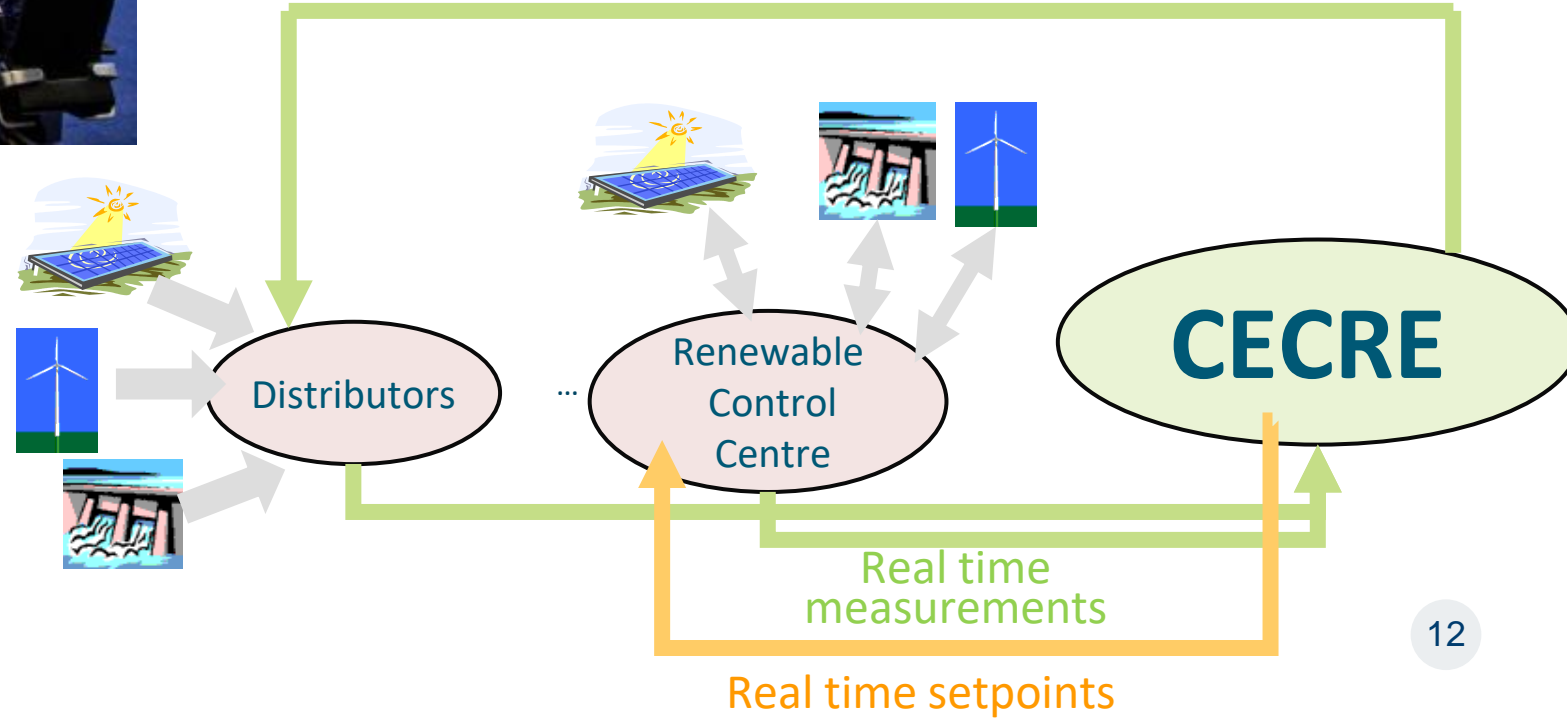 Distributors
...
Renewable
Control
Centre
CECRE
Real time
measurements
Real time setpoints
12